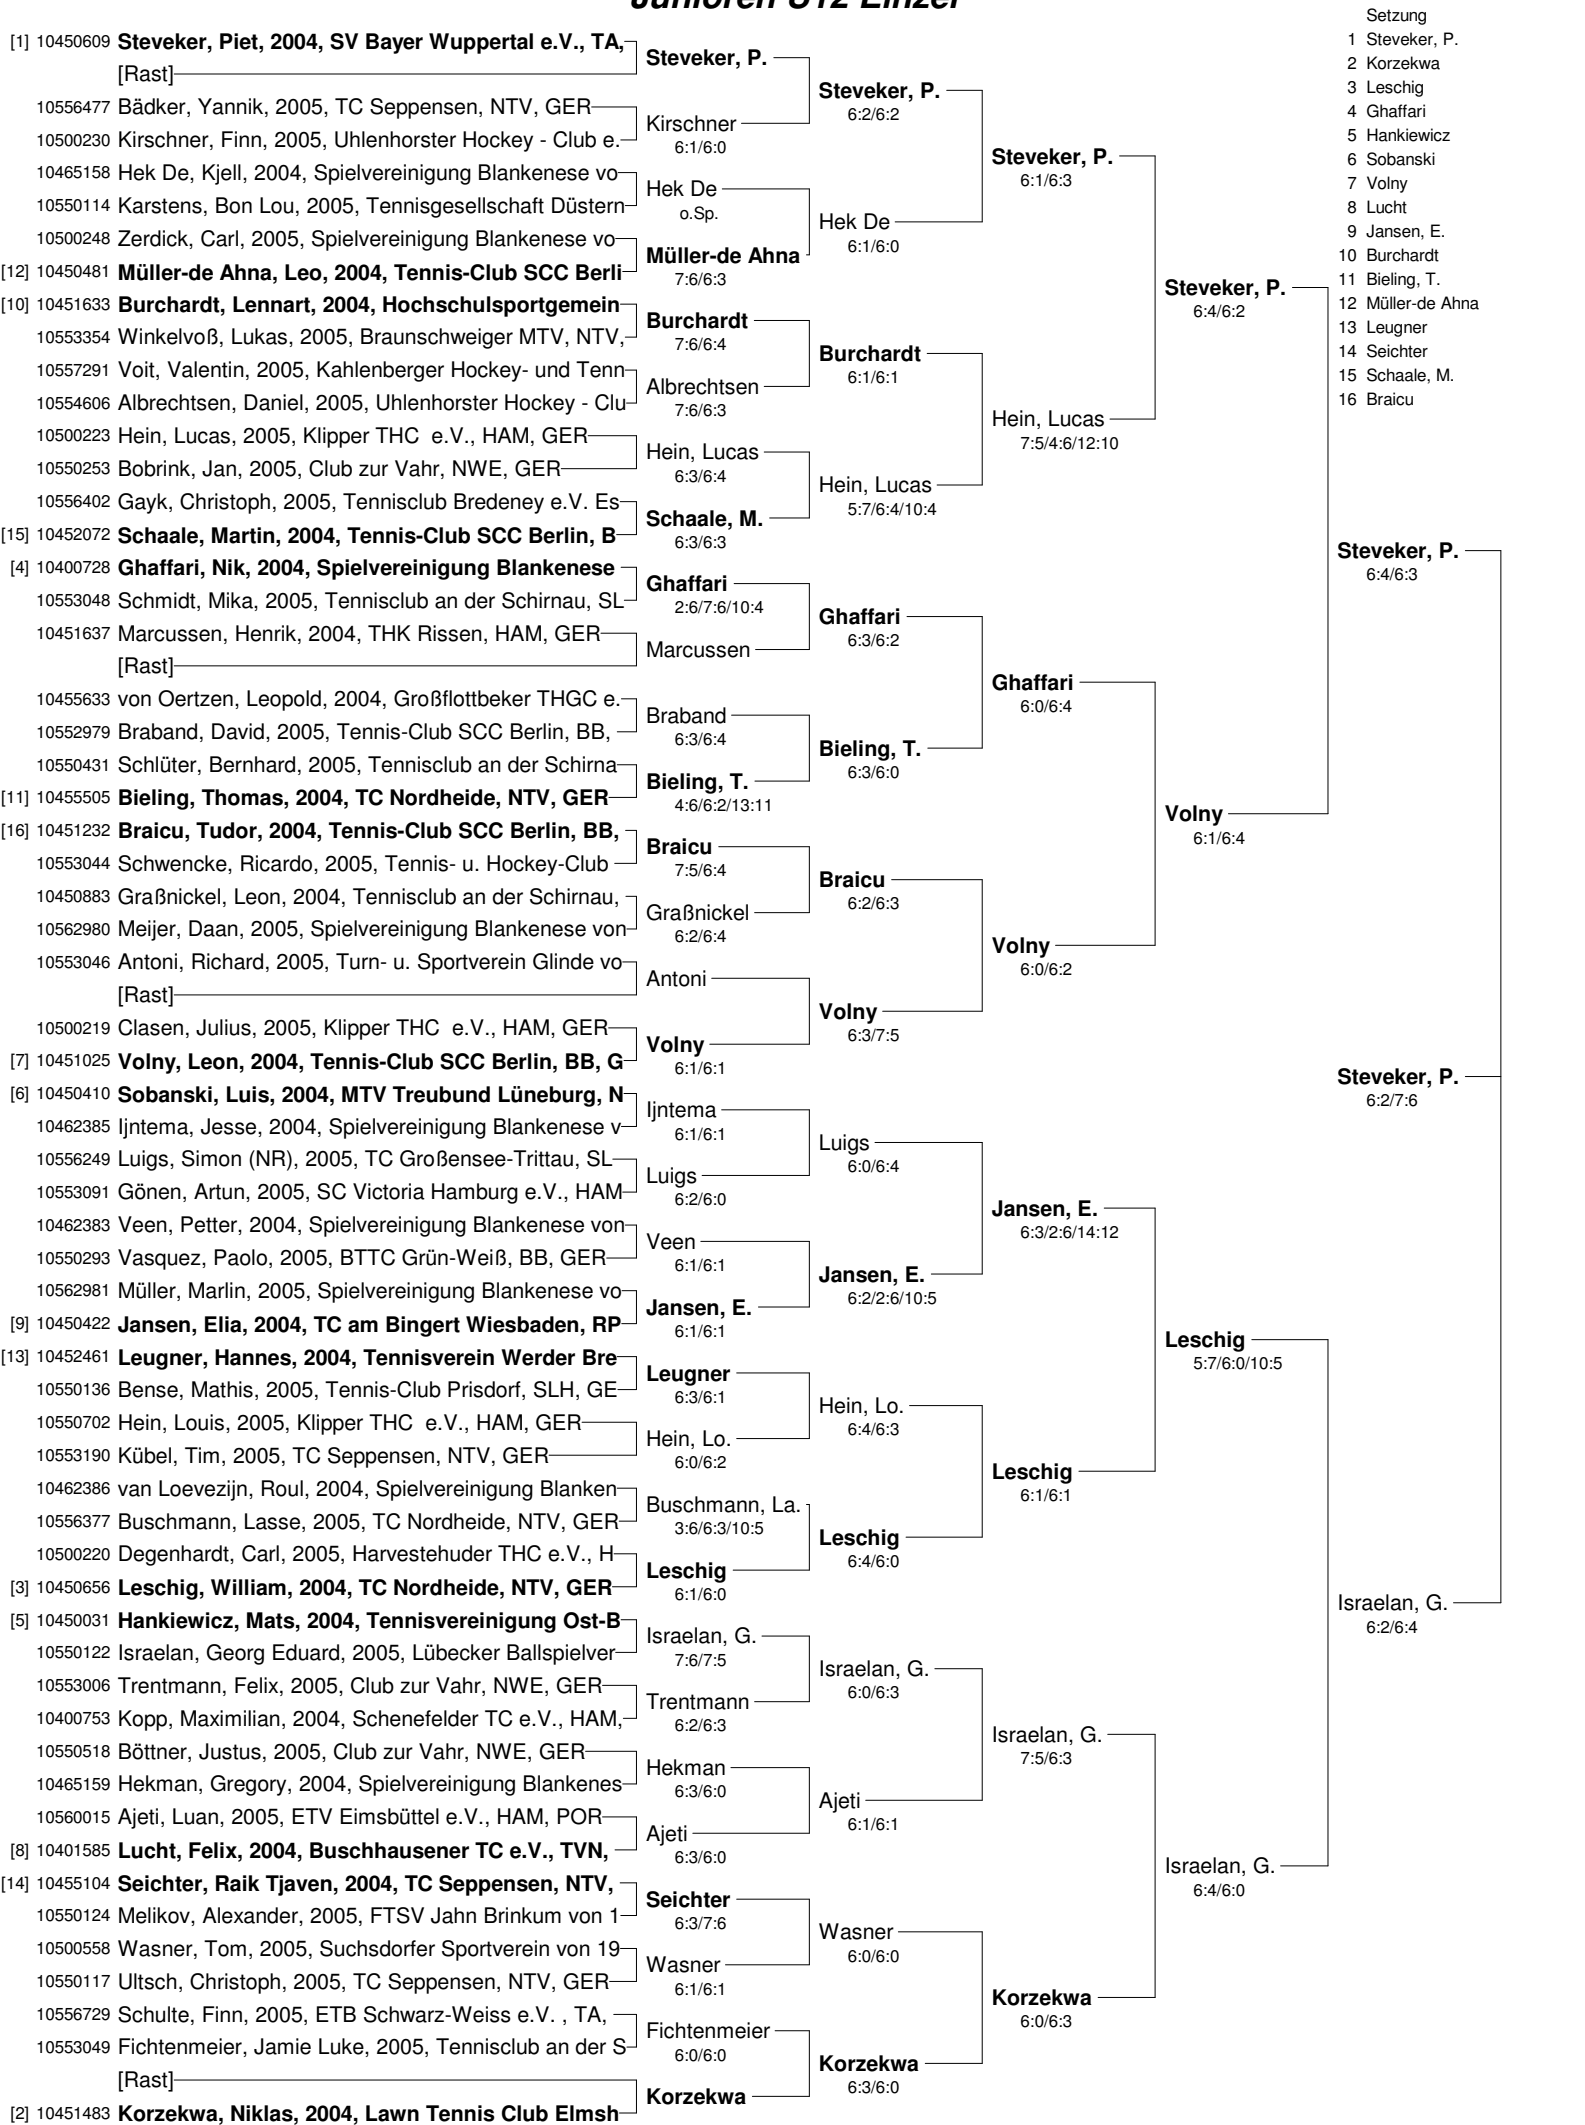 Junioren U12 Einzel
Setzung
1 Steveker, P.
2 Korzekwa
3 Leschig
4 Ghaffari
5 Hankiewicz
6 Sobanski
7 Volny
8 Lucht
9 Jansen, E.
10 Burchardt
11 Bieling, T.
12 Müller-de Ahna
13 Leugner
14 Seichter
15 Schaale, M.
16 Braicu
[1] 10450609 Steveker, Piet, 2004, SV Bayer Wuppertal e.V., TA,
[Rast]
10556477 Bädker, Yannik, 2005, TC Seppensen, NTV, GER
10500230 Kirschner, Finn, 2005, Uhlenhorster Hockey - Club e.
10465158 Hek De, Kjell, 2004, Spielvereinigung Blankenese vo
10550114 Karstens, Bon Lou, 2005, Tennisgesellschaft Düstern
10500248 Zerdick, Carl, 2005, Spielvereinigung Blankenese vo
[12] 10450481 Müller-de Ahna, Leo, 2004, Tennis-Club SCC Berli
[10] 10451633 Burchardt, Lennart, 2004, Hochschulsportgemein
10553354 Winkelvoß, Lukas, 2005, Braunschweiger MTV, NTV,
10557291 Voit, Valentin, 2005, Kahlenberger Hockey- und Tenn
10554606 Albrechtsen, Daniel, 2005, Uhlenhorster Hockey - Clu
10500223 Hein, Lucas, 2005, Klipper THC e.V., HAM, GER
10550253 Bobrink, Jan, 2005, Club zur Vahr, NWE, GER
10556402 Gayk, Christoph, 2005, Tennisclub Bredeney e.V. Es
[15] 10452072 Schaale, Martin, 2004, Tennis-Club SCC Berlin, B
[4] 10400728 Ghaffari, Nik, 2004, Spielvereinigung Blankenese
10553048 Schmidt, Mika, 2005, Tennisclub an der Schirnau, SL
10451637 Marcussen, Henrik, 2004, THK Rissen, HAM, GER
[Rast]
10455633 von Oertzen, Leopold, 2004, Großflottbeker THGC e.
10552979 Braband, David, 2005, Tennis-Club SCC Berlin, BB,
10550431 Schlüter, Bernhard, 2005, Tennisclub an der Schirna
[11] 10455505 Bieling, Thomas, 2004, TC Nordheide, NTV, GER
[16] 10451232 Braicu, Tudor, 2004, Tennis-Club SCC Berlin, BB,
10553044 Schwencke, Ricardo, 2005, Tennis- u. Hockey-Club
10450883 Graßnickel, Leon, 2004, Tennisclub an der Schirnau,
10562980 Meijer, Daan, 2005, Spielvereinigung Blankenese von
10553046 Antoni, Richard, 2005, Turn- u. Sportverein Glinde vo
[Rast]
10500219 Clasen, Julius, 2005, Klipper THC e.V., HAM, GER
[7] 10451025 Volny, Leon, 2004, Tennis-Club SCC Berlin, BB, G
[6] 10450410 Sobanski, Luis, 2004, MTV Treubund Lüneburg, N
10462385 Ijntema, Jesse, 2004, Spielvereinigung Blankenese v
10556249 Luigs, Simon (NR), 2005, TC Großensee-Trittau, SL
10553091 Gönen, Artun, 2005, SC Victoria Hamburg e.V., HAM
10462383 Veen, Petter, 2004, Spielvereinigung Blankenese von
10550293 Vasquez, Paolo, 2005, BTTC Grün-Weiß, BB, GER
10562981 Müller, Marlin, 2005, Spielvereinigung Blankenese vo
[9] 10450422 Jansen, Elia, 2004, TC am Bingert Wiesbaden, RP
[13] 10452461 Leugner, Hannes, 2004, Tennisverein Werder Bre
10550136 Bense, Mathis, 2005, Tennis-Club Prisdorf, SLH, GE
10550702 Hein, Louis, 2005, Klipper THC e.V., HAM, GER
10553190 Kübel, Tim, 2005, TC Seppensen, NTV, GER
10462386 van Loevezijn, Roul, 2004, Spielvereinigung Blanken
10556377 Buschmann, Lasse, 2005, TC Nordheide, NTV, GER
10500220 Degenhardt, Carl, 2005, Harvestehuder THC e.V., H
[3] 10450656 Leschig, William, 2004, TC Nordheide, NTV, GER
[5] 10450031 Hankiewicz, Mats, 2004, Tennisvereinigung Ost-B
10550122 Israelan, Georg Eduard, 2005, Lübecker Ballspielver
10553006 Trentmann, Felix, 2005, Club zur Vahr, NWE, GER
10400753 Kopp, Maximilian, 2004, Schenefelder TC e.V., HAM,
10550518 Böttner, Justus, 2005, Club zur Vahr, NWE, GER
10465159 Hekman, Gregory, 2004, Spielvereinigung Blankenes
10560015 Ajeti, Luan, 2005, ETV Eimsbüttel e.V., HAM, POR
[8] 10401585 Lucht, Felix, 2004, Buschhausener TC e.V., TVN,
[14] 10455104 Seichter, Raik Tjaven, 2004, TC Seppensen, NTV,
10550124 Melikov, Alexander, 2005, FTSV Jahn Brinkum von 1
10500558 Wasner, Tom, 2005, Suchsdorfer Sportverein von 19
10550117 Ultsch, Christoph, 2005, TC Seppensen, NTV, GER
10556729 Schulte, Finn, 2005, ETB Schwarz-Weiss e.V. , TA,
10553049 Fichtenmeier, Jamie Luke, 2005, Tennisclub an der S
[Rast]
[2] 10451483 Korzekwa, Niklas, 2004, Lawn Tennis Club Elmsh
Steveker, P.
Kirschner
6:1/6:0
Hek De
o.Sp.
Müller-de Ahna
7:6/6:3
Burchardt
7:6/6:4
Albrechtsen
7:6/6:3
Hein, Lucas
6:3/6:4
Schaale, M.
6:3/6:3
Ghaffari
2:6/7:6/10:4
Marcussen
Braband
6:3/6:4
Bieling, T.
4:6/6:2/13:11
Braicu
7:5/6:4
Graßnickel
6:2/6:4
Antoni
Volny
6:1/6:1
Ijntema
6:1/6:1
Luigs
6:2/6:0
Veen
6:1/6:1
Jansen, E.
6:1/6:1
Leugner
6:3/6:1
Hein, Lo.
6:0/6:2
Buschmann, La.
3:6/6:3/10:5
Leschig
6:1/6:0
Israelan, G.
7:6/7:5
Trentmann
6:2/6:3
Hekman
6:3/6:0
Ajeti
6:3/6:0
Seichter
6:3/7:6
Wasner
6:1/6:1
Fichtenmeier
6:0/6:0
Korzekwa
Steveker, P.
6:2/6:2
Hek De
6:1/6:0
Burchardt
6:1/6:1
Hein, Lucas
5:7/6:4/10:4
Ghaffari
6:3/6:2
Bieling, T.
6:3/6:0
Braicu
6:2/6:3
Volny
6:3/7:5
Luigs
6:0/6:4
Jansen, E.
6:2/2:6/10:5
Hein, Lo.
6:4/6:3
Leschig
6:4/6:0
Israelan, G.
6:0/6:3
Ajeti
6:1/6:1
Wasner
6:0/6:0
Korzekwa
6:3/6:0
Steveker, P.
6:1/6:3
Hein, Lucas
7:5/4:6/12:10
Ghaffari
6:0/6:4
Volny
6:0/6:2
Jansen, E.
6:3/2:6/14:12
Leschig
6:1/6:1
Israelan, G.
7:5/6:3
Korzekwa
6:0/6:3
Steveker, P.
6:4/6:2
Volny
6:1/6:4
Leschig
5:7/6:0/10:5
Israelan, G.
6:4/6:0
Steveker, P.
6:4/6:3
Israelan, G.
6:2/6:4
Steveker, P.
6:2/7:6